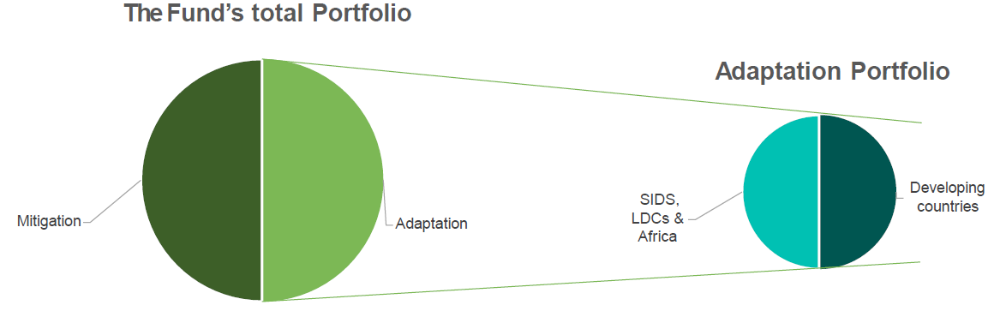 The Fund's total Portfolio
Adaptation Portfolio
Mitigation
Adaptation
SIDS,
LDCs &
Africa
Developing
countries